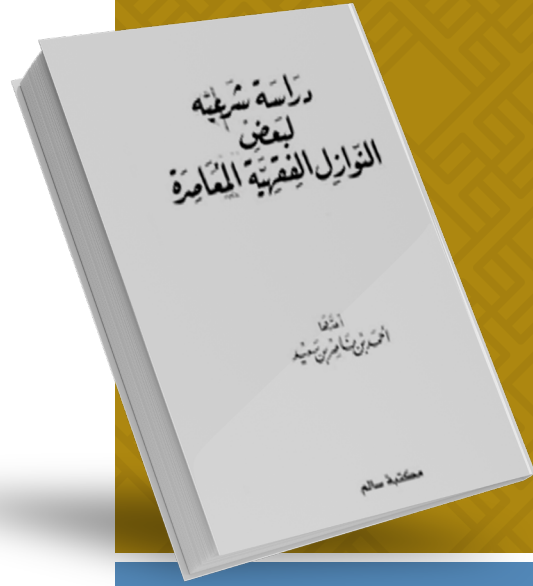 دراسة شرعية
لبعض
النوازل الفقهية المعاصرة
أعدها
أحمد بن ناصر بن سعيد
مكتبة سالم